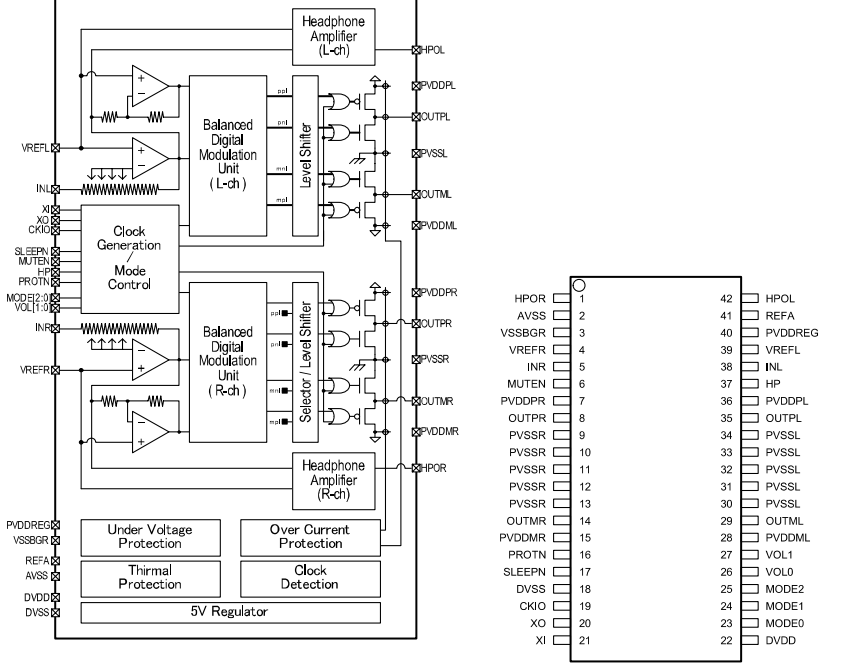 Headphone
Amplifier
(L-ch)
HPOL
PVDDPL
OUTPL
PVSSL
OUTML
PVDDML
VREFL
INL
Balanced
Digital
Modulation
Unit
( L-ch )
ppl
pnl
mnl
mpl
Level Shifter
XI
XO
CKIO
SLEEPN
MUTEN
HP
PROTN
MODE[2:0]
VOL[1:0]
Clock
Generation
/
Mode
Control
INR
VREFR
Balanced
Digital
Modulation
Unit
( R-ch )
ppl
pnl
mnl
mpl
Selector / Level Shifter
PVDDPR
OUTPR
PVSSR
OUTMR
PVDDMR
HPOR
Headphone
Amplifier
(R-ch)
PVDDREG
VSSBGR
REFA
AVSS
DVDD
DVSS
Under Voltage
Protection
Over Current
Protection
Thirmal
Protection
Clock
Detection
5V Regulator
HPOR 1 42 HPOL
AVSS 2 41 REFA
VSSBGR 3 40 PVDDREG
VREFR 4 39 VREFL
INR 5 38 INL
MUTEN 6 37 HP
PVDDPR 7 36 PVDDPL
OUTPR 8 35 OUTPL
PVSSR 9 34 PVSSL
PVSSR 10 33 PVSSL
PVSSR 11 32 PVSSL
PVSSR 12 31 PVSSL
PVSSR 13 30 PVSSL
OUTMR 14 29 OUTML
PVDDMR 15 28 PVDDML
PROTN 16 27 VOL1
SLEEPN 17 26 VOL0
DVSS 18 25 MODE2
CKIO 19 24 MODE1
XO 20 23 MODE0
XI 21 22 DVDD